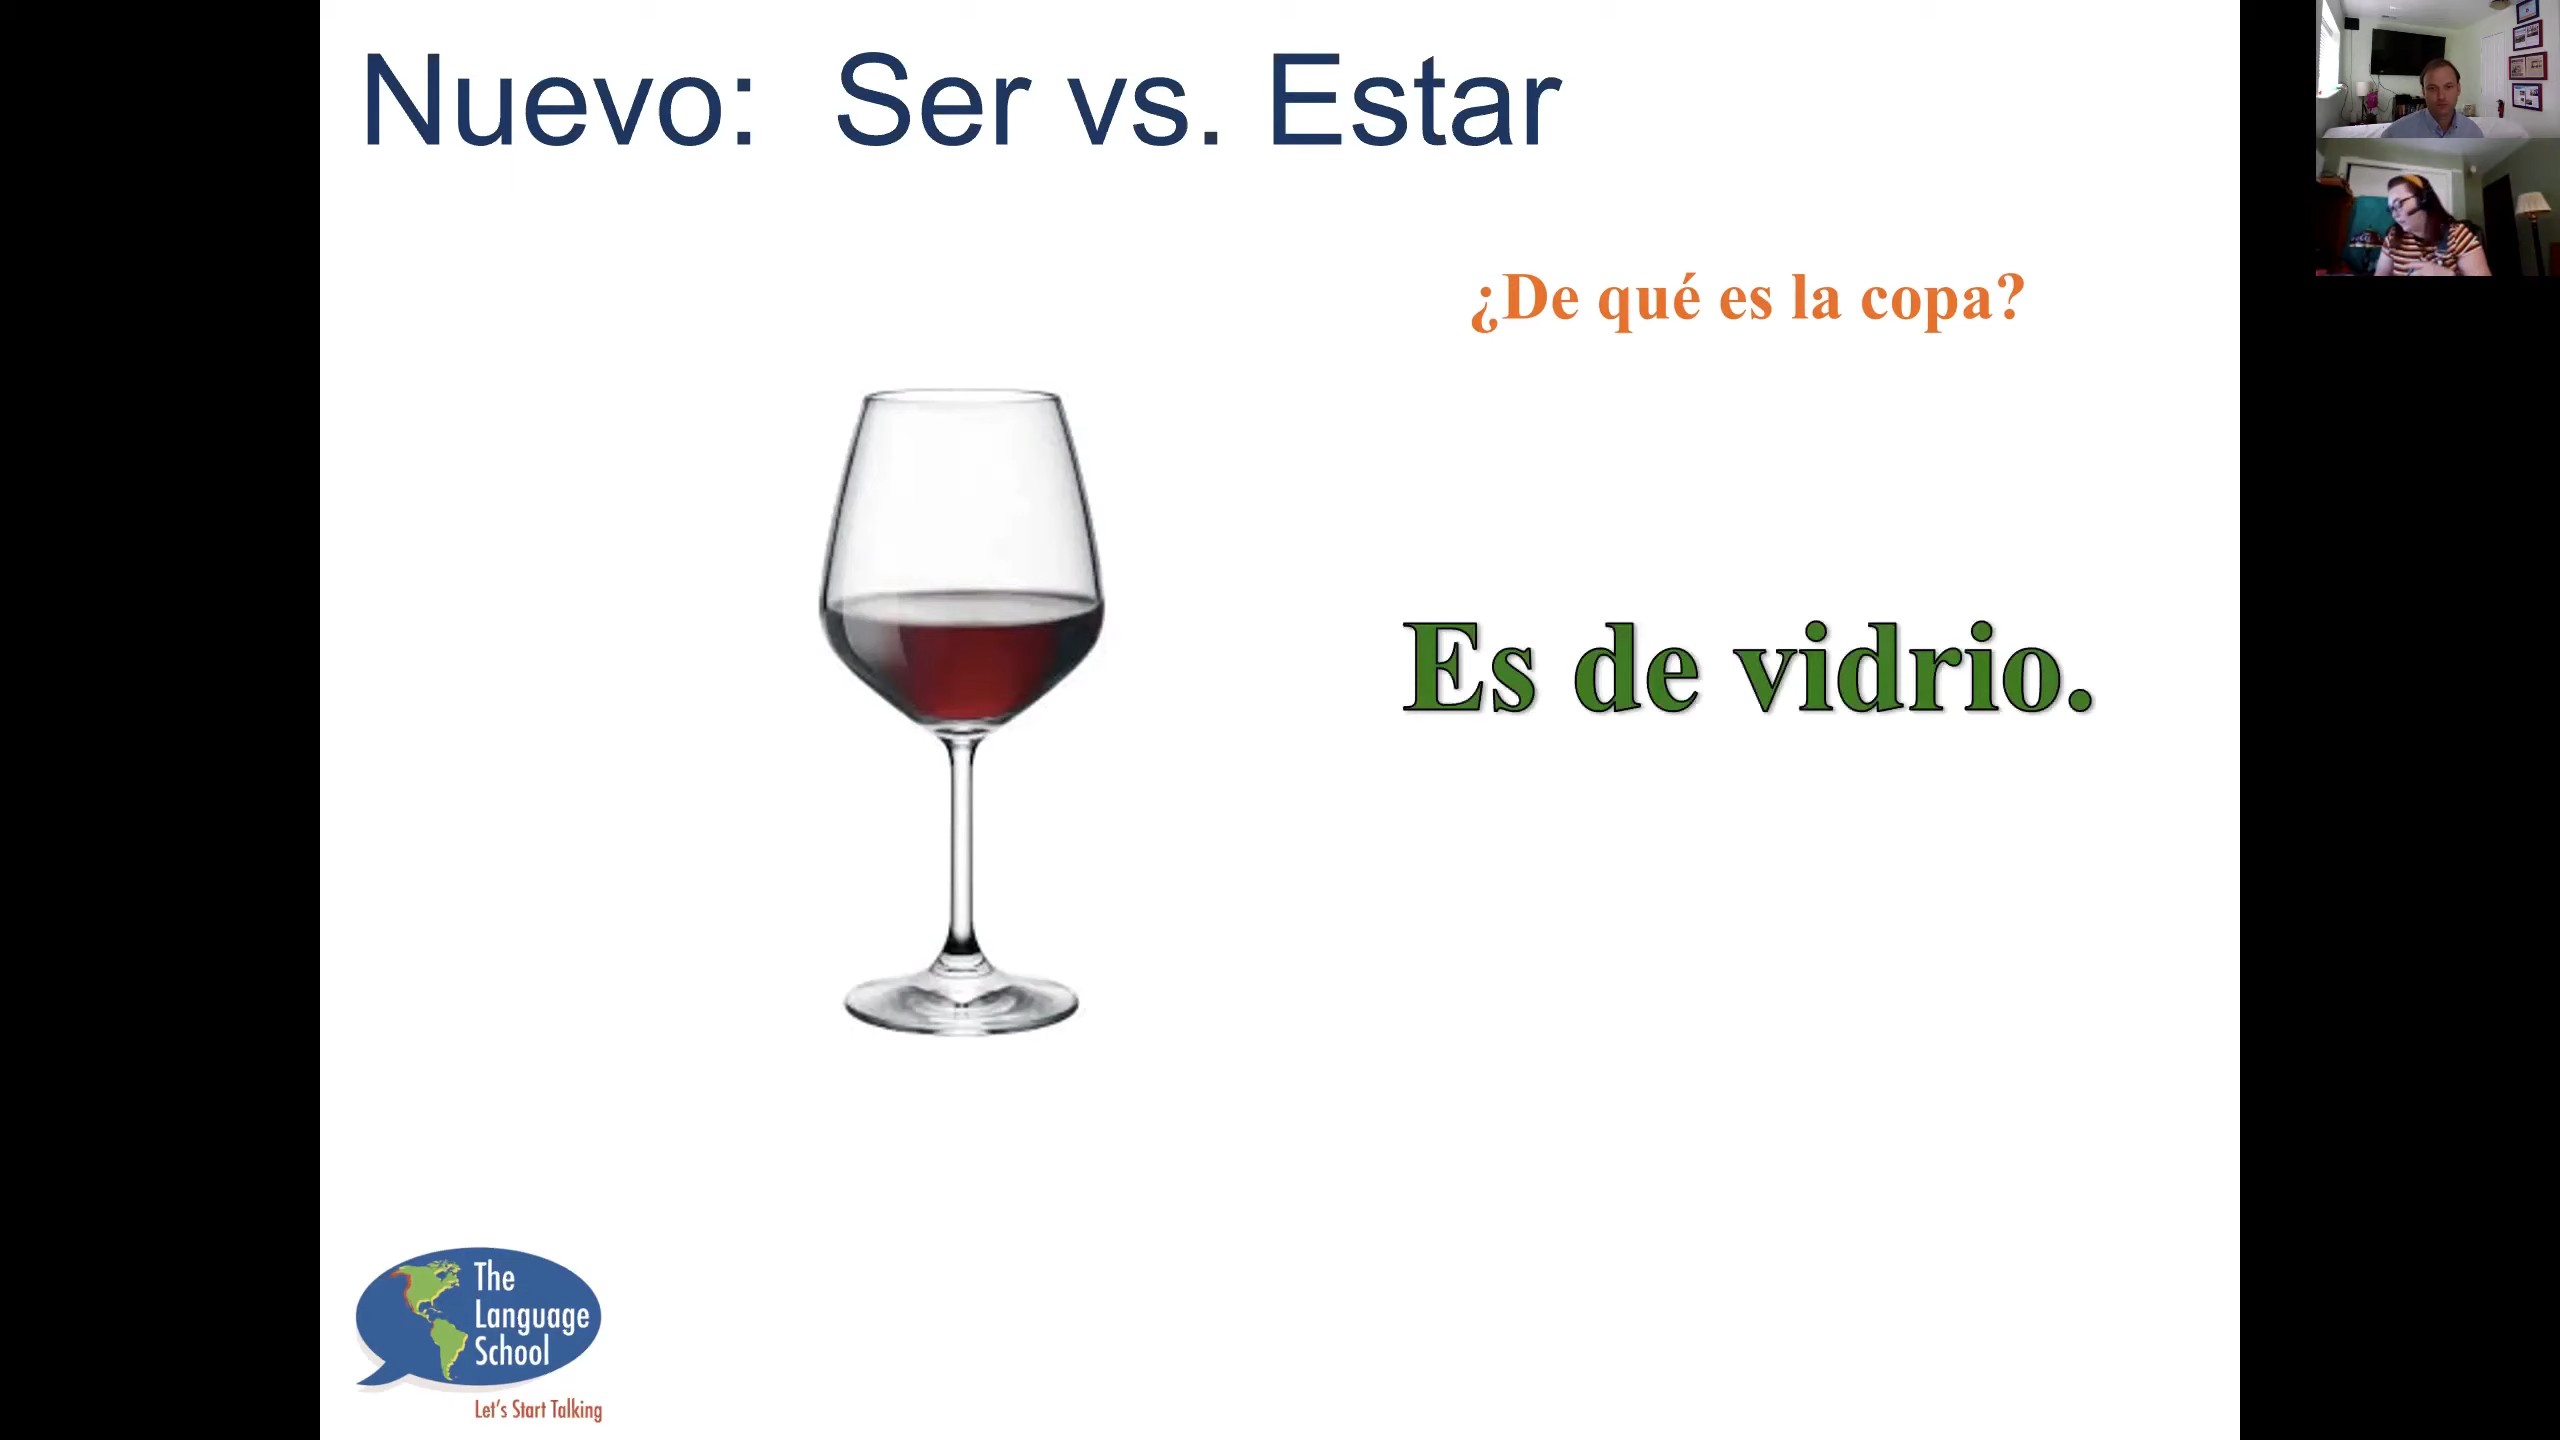 Nuevo: Ser vs. Estar
¿De qué es la copa?
Es de vidrio.
The
Language
School
Let's Start Talking